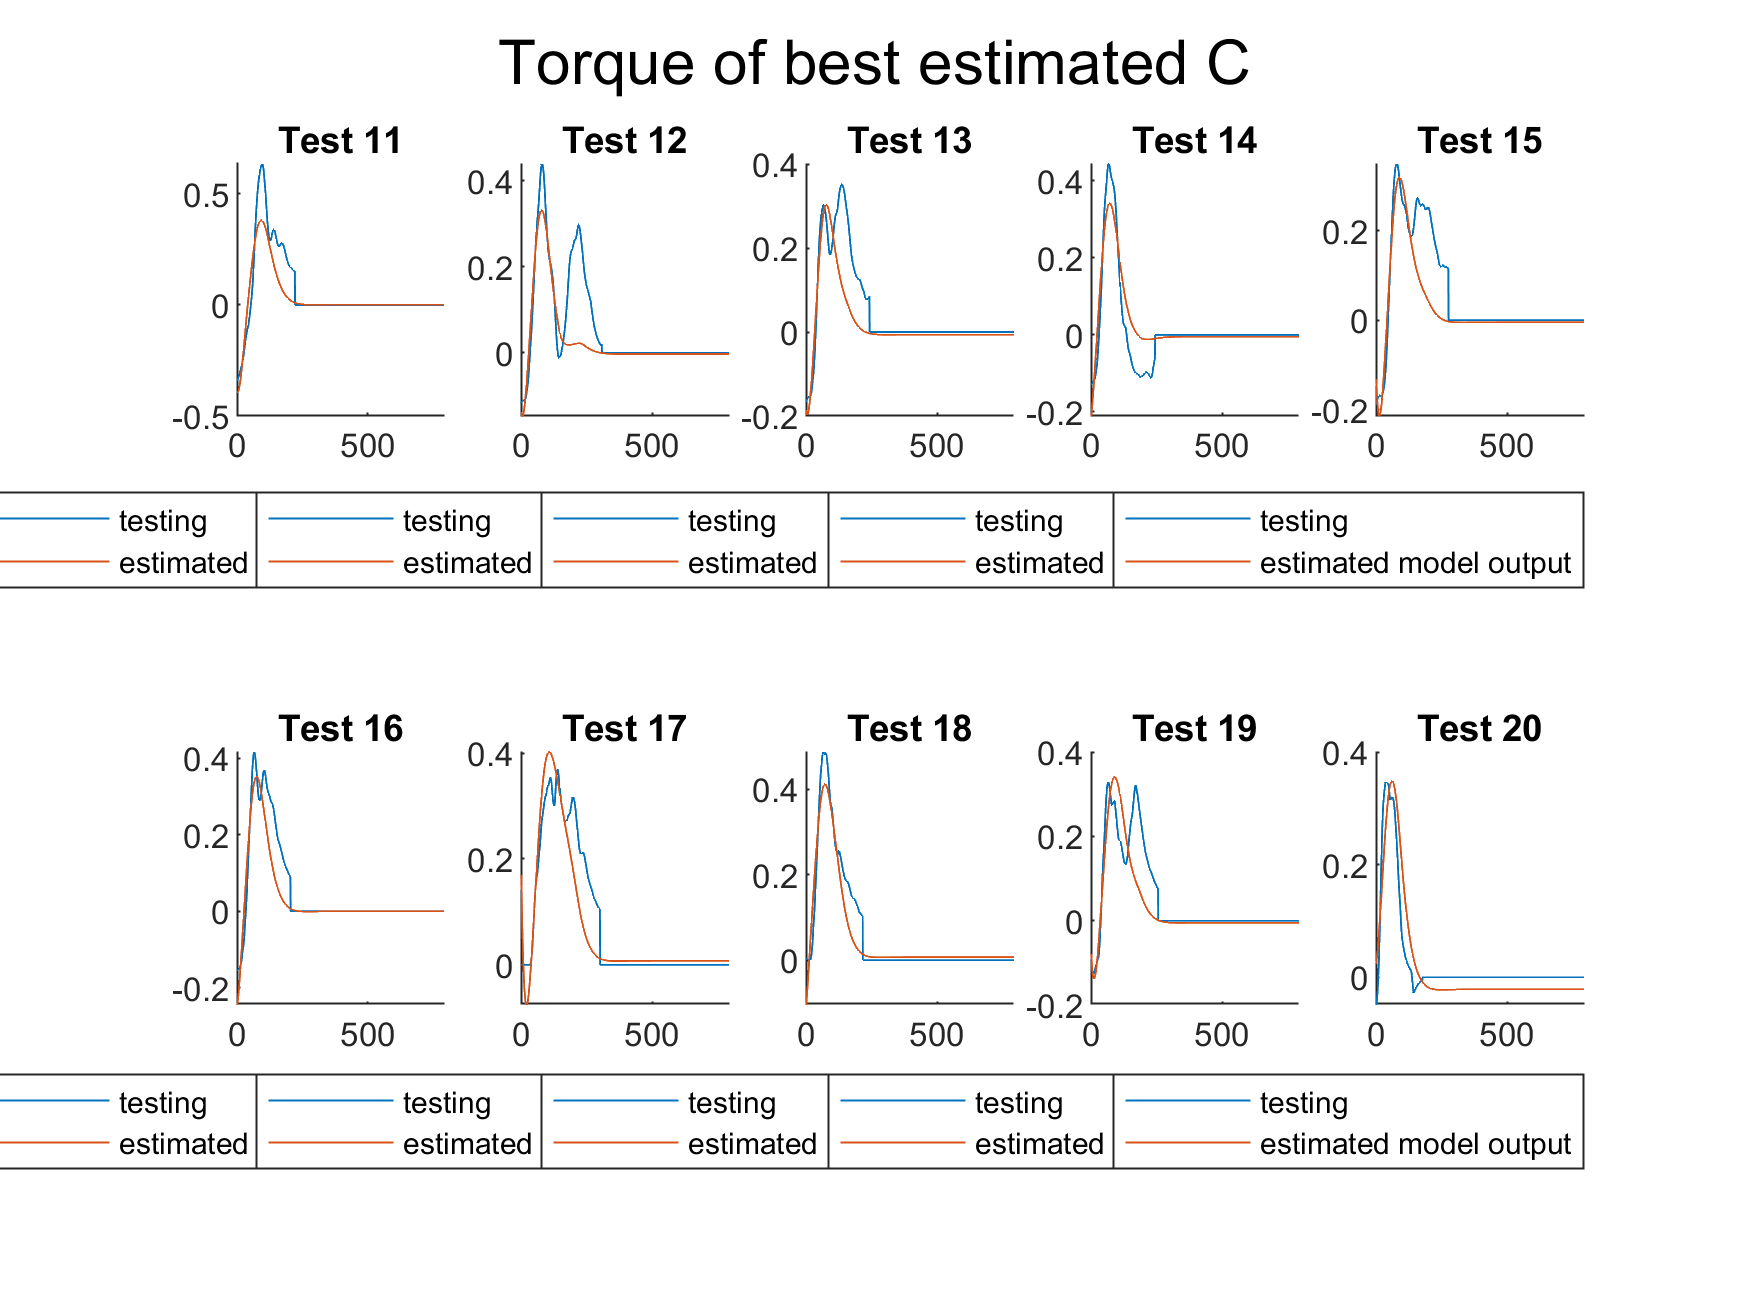 Torque of best estimated C
Test 11 Test 12 Test 13 Test 14 Test 15
0.5 0 -0.5 0 500
0.4 0.2 0 0 500
0.4 0.2 0 -0.2 0 500
0.4 0.2 0 -0.2 0 500
0.2 0 -0.2 0 500
testing testing testing testing testing
estimated estimated estimated estimated estimated model output
Test 16 Test 17 Test 18 Test 19 Test 20
0.4 0.2 0 -0.2 0 500
0.4 0.2 0 0 500
0.4 0.2 0 0 500
0.4 0.2 0 -0.2 0 500
0.4 0.2 0 0 500
testing testing testing testing testing
estimated estimated estimated estimated estimated model output